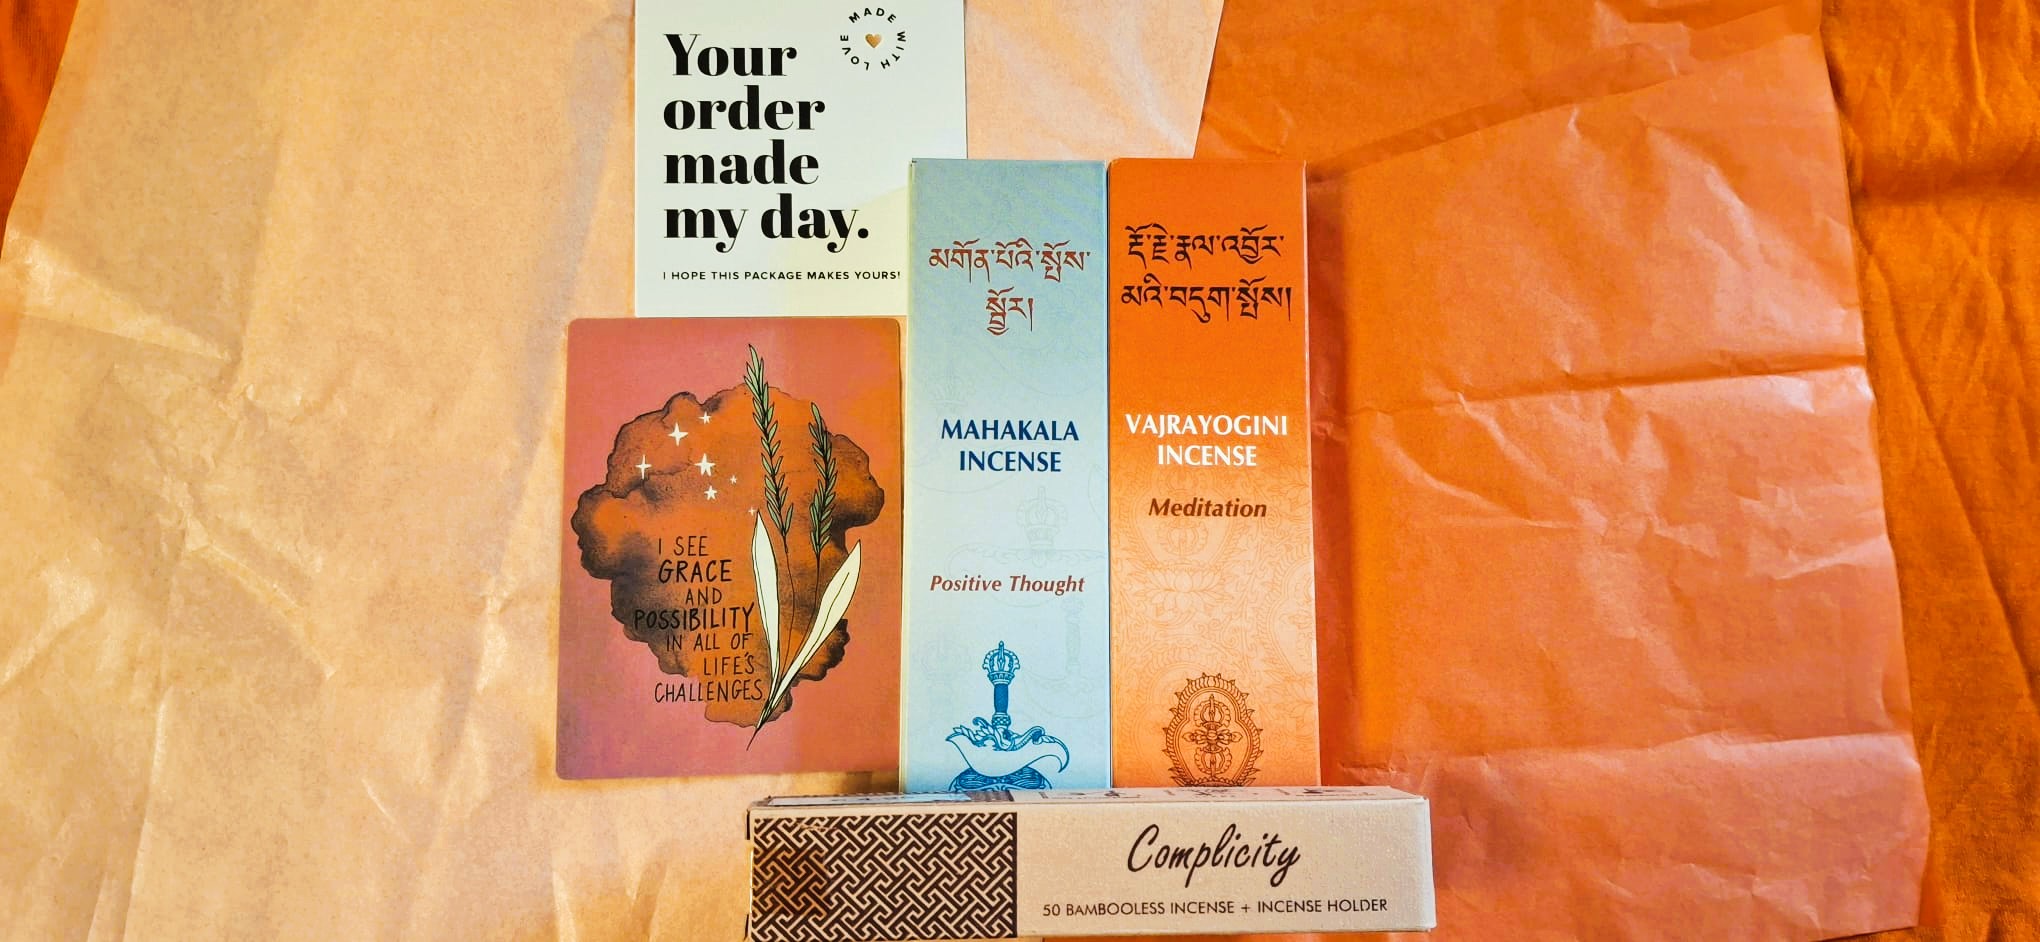 MADE WITH LOVE
Your
order
made
my day.
I HOPE THIS PACKAGE MAKES YOURS!
I SEE
GRACE
AND
POSSIBILITY
IN ALL OF
LIFE'S
CHALLENGES
མགོན་པོའི་སྤོས་
སྦྱོར།
MAHAKALA
INCENSE
Positive Thought
རྡོ་རྗེ་རྣལ་འབྱོར་
མའི་བདུག་སྤོས།
VAJRAYOGINI
INCENSE
Meditation
Complicity
50 BAMBOOLESS INCENSE + INCENSE HOLDER